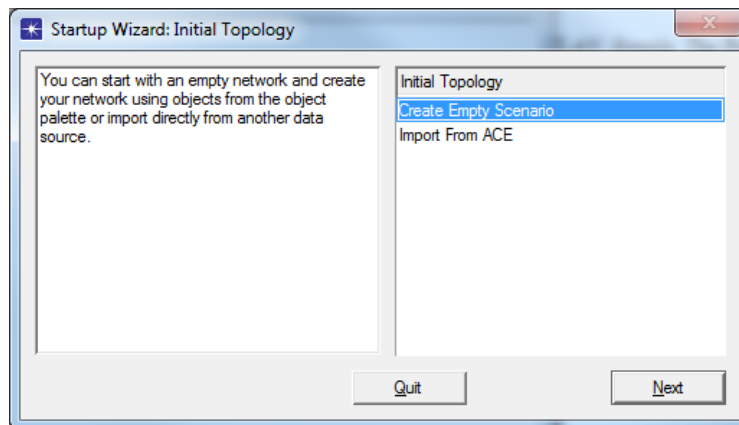 Startup Wizard: Initial Topology
You can start with an empty network and create
your network using objects from the object
palette or import directly from another data
source.
Initial Topology
Create Empty Scenario
Import From ACE
Quit
Next